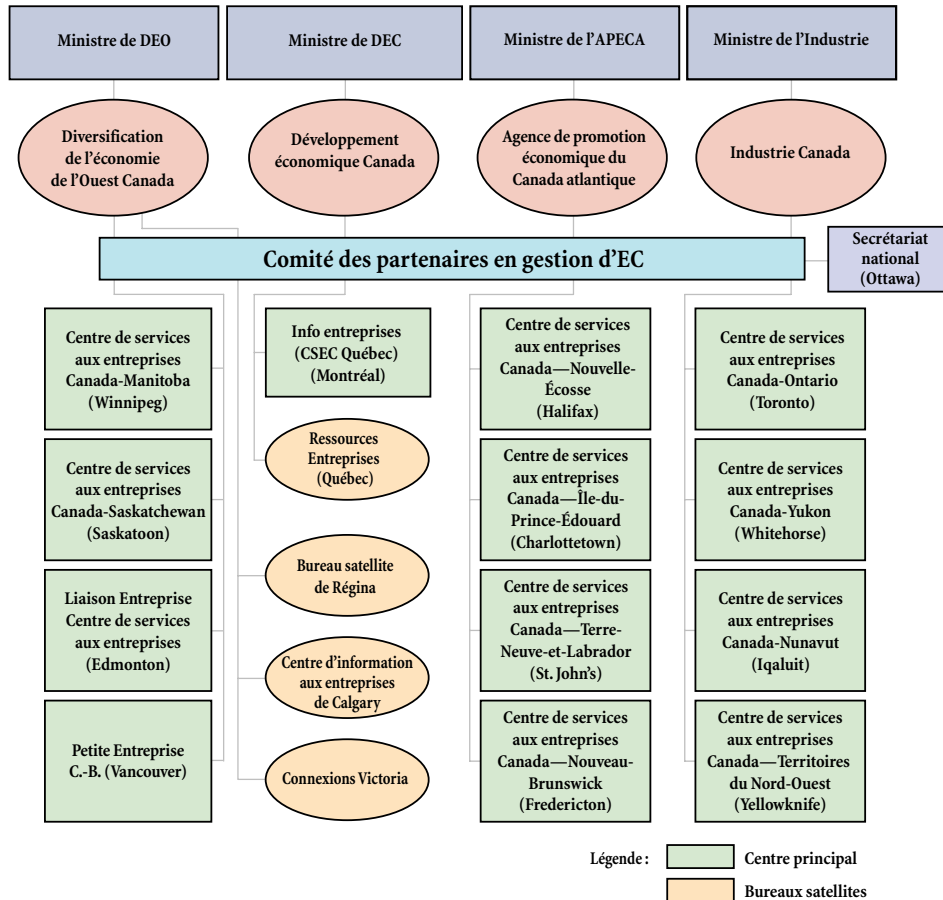 Ministre de DEO
Ministre de DEC
Ministre de l'APECA
Ministre de l'Industrie
Diversification
de l'économie
de l'Ouest Canada
Développement
économique Canada
Agence de promotion
économique du
Canada atlantique
Industrie Canada
Comité des partenaires en gestion d'EC
Secrétariat
national
(Ottawa)
Centre de services
aux entreprises
Canada-Manitoba
(Winnipeg)
Centre de services
aux entreprises
Canada-Saskatchewan
(Saskatoon)
Liaison Entreprise
Centre de services
aux entreprises
(Edmonton)
Petite Entreprise
C.-B. (Vancouver)
Info entreprises
(CSEC Québec)
(Montréal)
Ressources
Entreprises
(Québec)
Bureau satellite
de Régina
Centre d'information
aux entreprises
de Calgary
Connexions Victoria
Centre de services
aux entreprises
Canada—Nouvelle-
Écosse
(Halifax)
Centre de services
aux entreprises
Canada—Île-du-
Prince-Édouard
(Charlottetown)
Centre de services
aux entreprises
Canada—Terre-
Neuve-et-Labrador
(St. John's)
Centre de services
aux entreprises
Canada—Nouveau-
Brunswick
(Fredericton)
Centre de services
aux entreprises
Canada-Ontario
(Toronto)
Centre de services
aux entreprises
Canada-Yukon
(Whitehorse)
Centre de services
aux entreprises
Canada-Nunavut
(Iqaluit)
Centre de services
aux entreprises
Canada—Territoires
du Nord-Ouest
(Yellowknife)
Légende :
Centre principal
Bureaux satellites